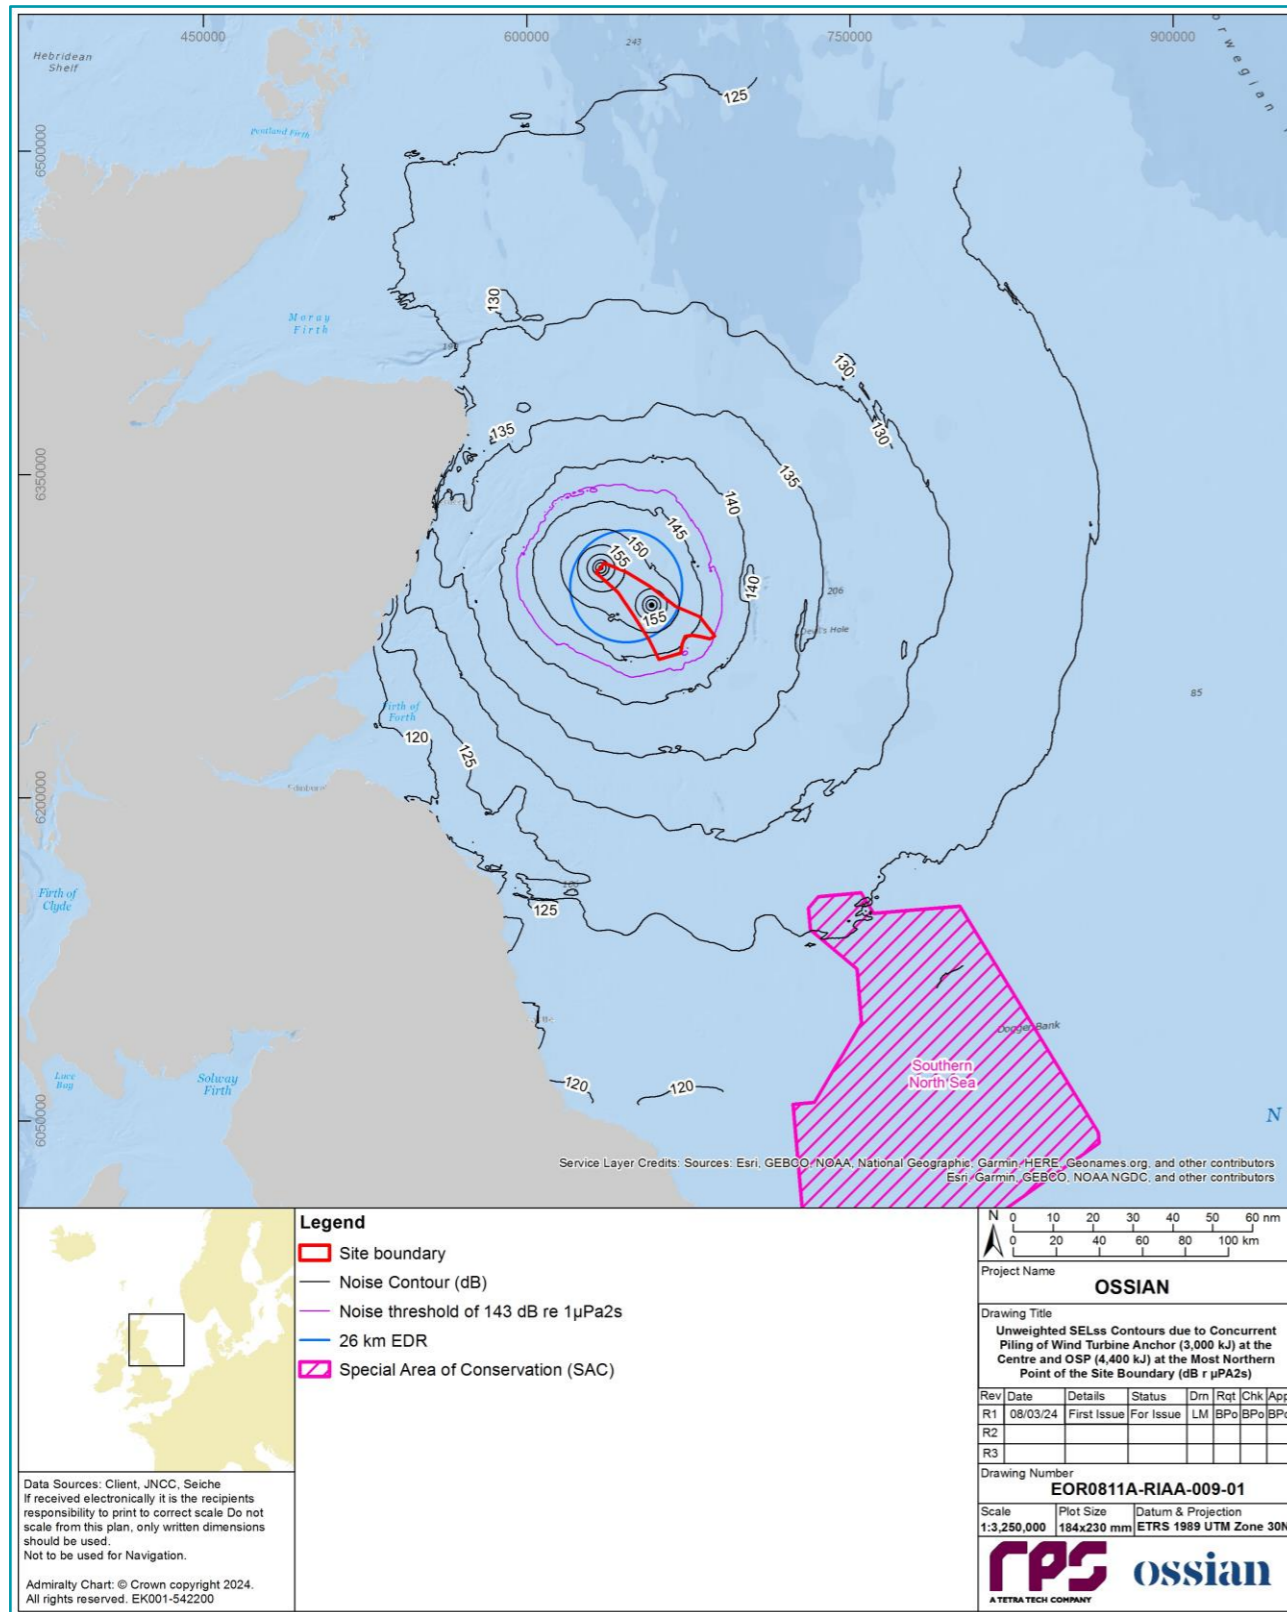 450000
600000
750000
900000
243
Hebridean
Shelf
Norwegian
125
Pentland Firth
6500000
130
Moray
Firth
130
130
135
6350000
135
140
145
150
155
140
155
206
Devil's Hole
85
Firth of
Forth
120
125
Edinburgh
6200000
Firth of
Clyde
125
Dogger Bank
Southern
North Sea
Luce
Bay
Solway
Firth
120
120
6050000
N
Service Layer Credits: Sources: Esri, GEBCO, NOAA, National Geographic, Garmin, HERE, Geonames.org, and other contributors
Esri, Garmin, GEBCO, NOAA NGDC, and other contributors
Legend
Site boundary
Noise Contour (dB)
Noise threshold of 143 dB re 1µPa2s
26 km EDR
Special Area of Conservation (SAC)
N
0 10 20 30 40 50 60 nm
0 20 40 60 80 100 km
Project Name
OSSIAN
Drawing Title
Unweighted SELss Contours due to Concurrent
Piling of Wind Turbine Anchor (3,000 kJ) at the
Centre and OSP (4,400 kJ) at the Most Northern
Point of the Site Boundary (dB r µPA2s)
Rev Date Details Status Drn Rqt Chk App
R1 08/03/24 First Issue For Issue LM BPo BPo BPo
R2
R3
Drawing Number
EOR0811A-RIAA-009-01
Scale Plot Size Datum & Projection
1:3,250,000 184x230 mm ETRS 1989 UTM Zone 30N
rps
A TETRA TECH COMPANY
ossian
Data Sources: Client, JNCC, Seiche
If received electronically it is the recipients
responsibility to print to correct scale Do not
scale from this plan, only written dimensions
should be used.
Not to be used for Navigation.
Admiralty Chart: © Crown copyright 2024.
All rights reserved. EK001-542200